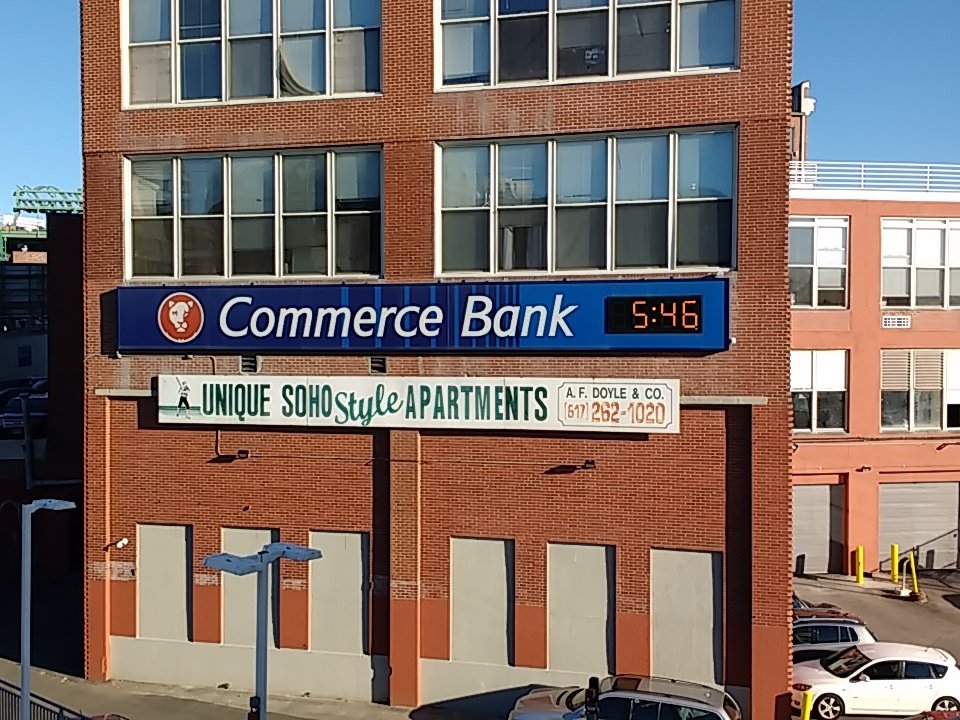 Commerce Bank 5:46
UNIQUE SOHO Style APARTMENTS
A. F. DOYLE & CO.
(617) 262-1020